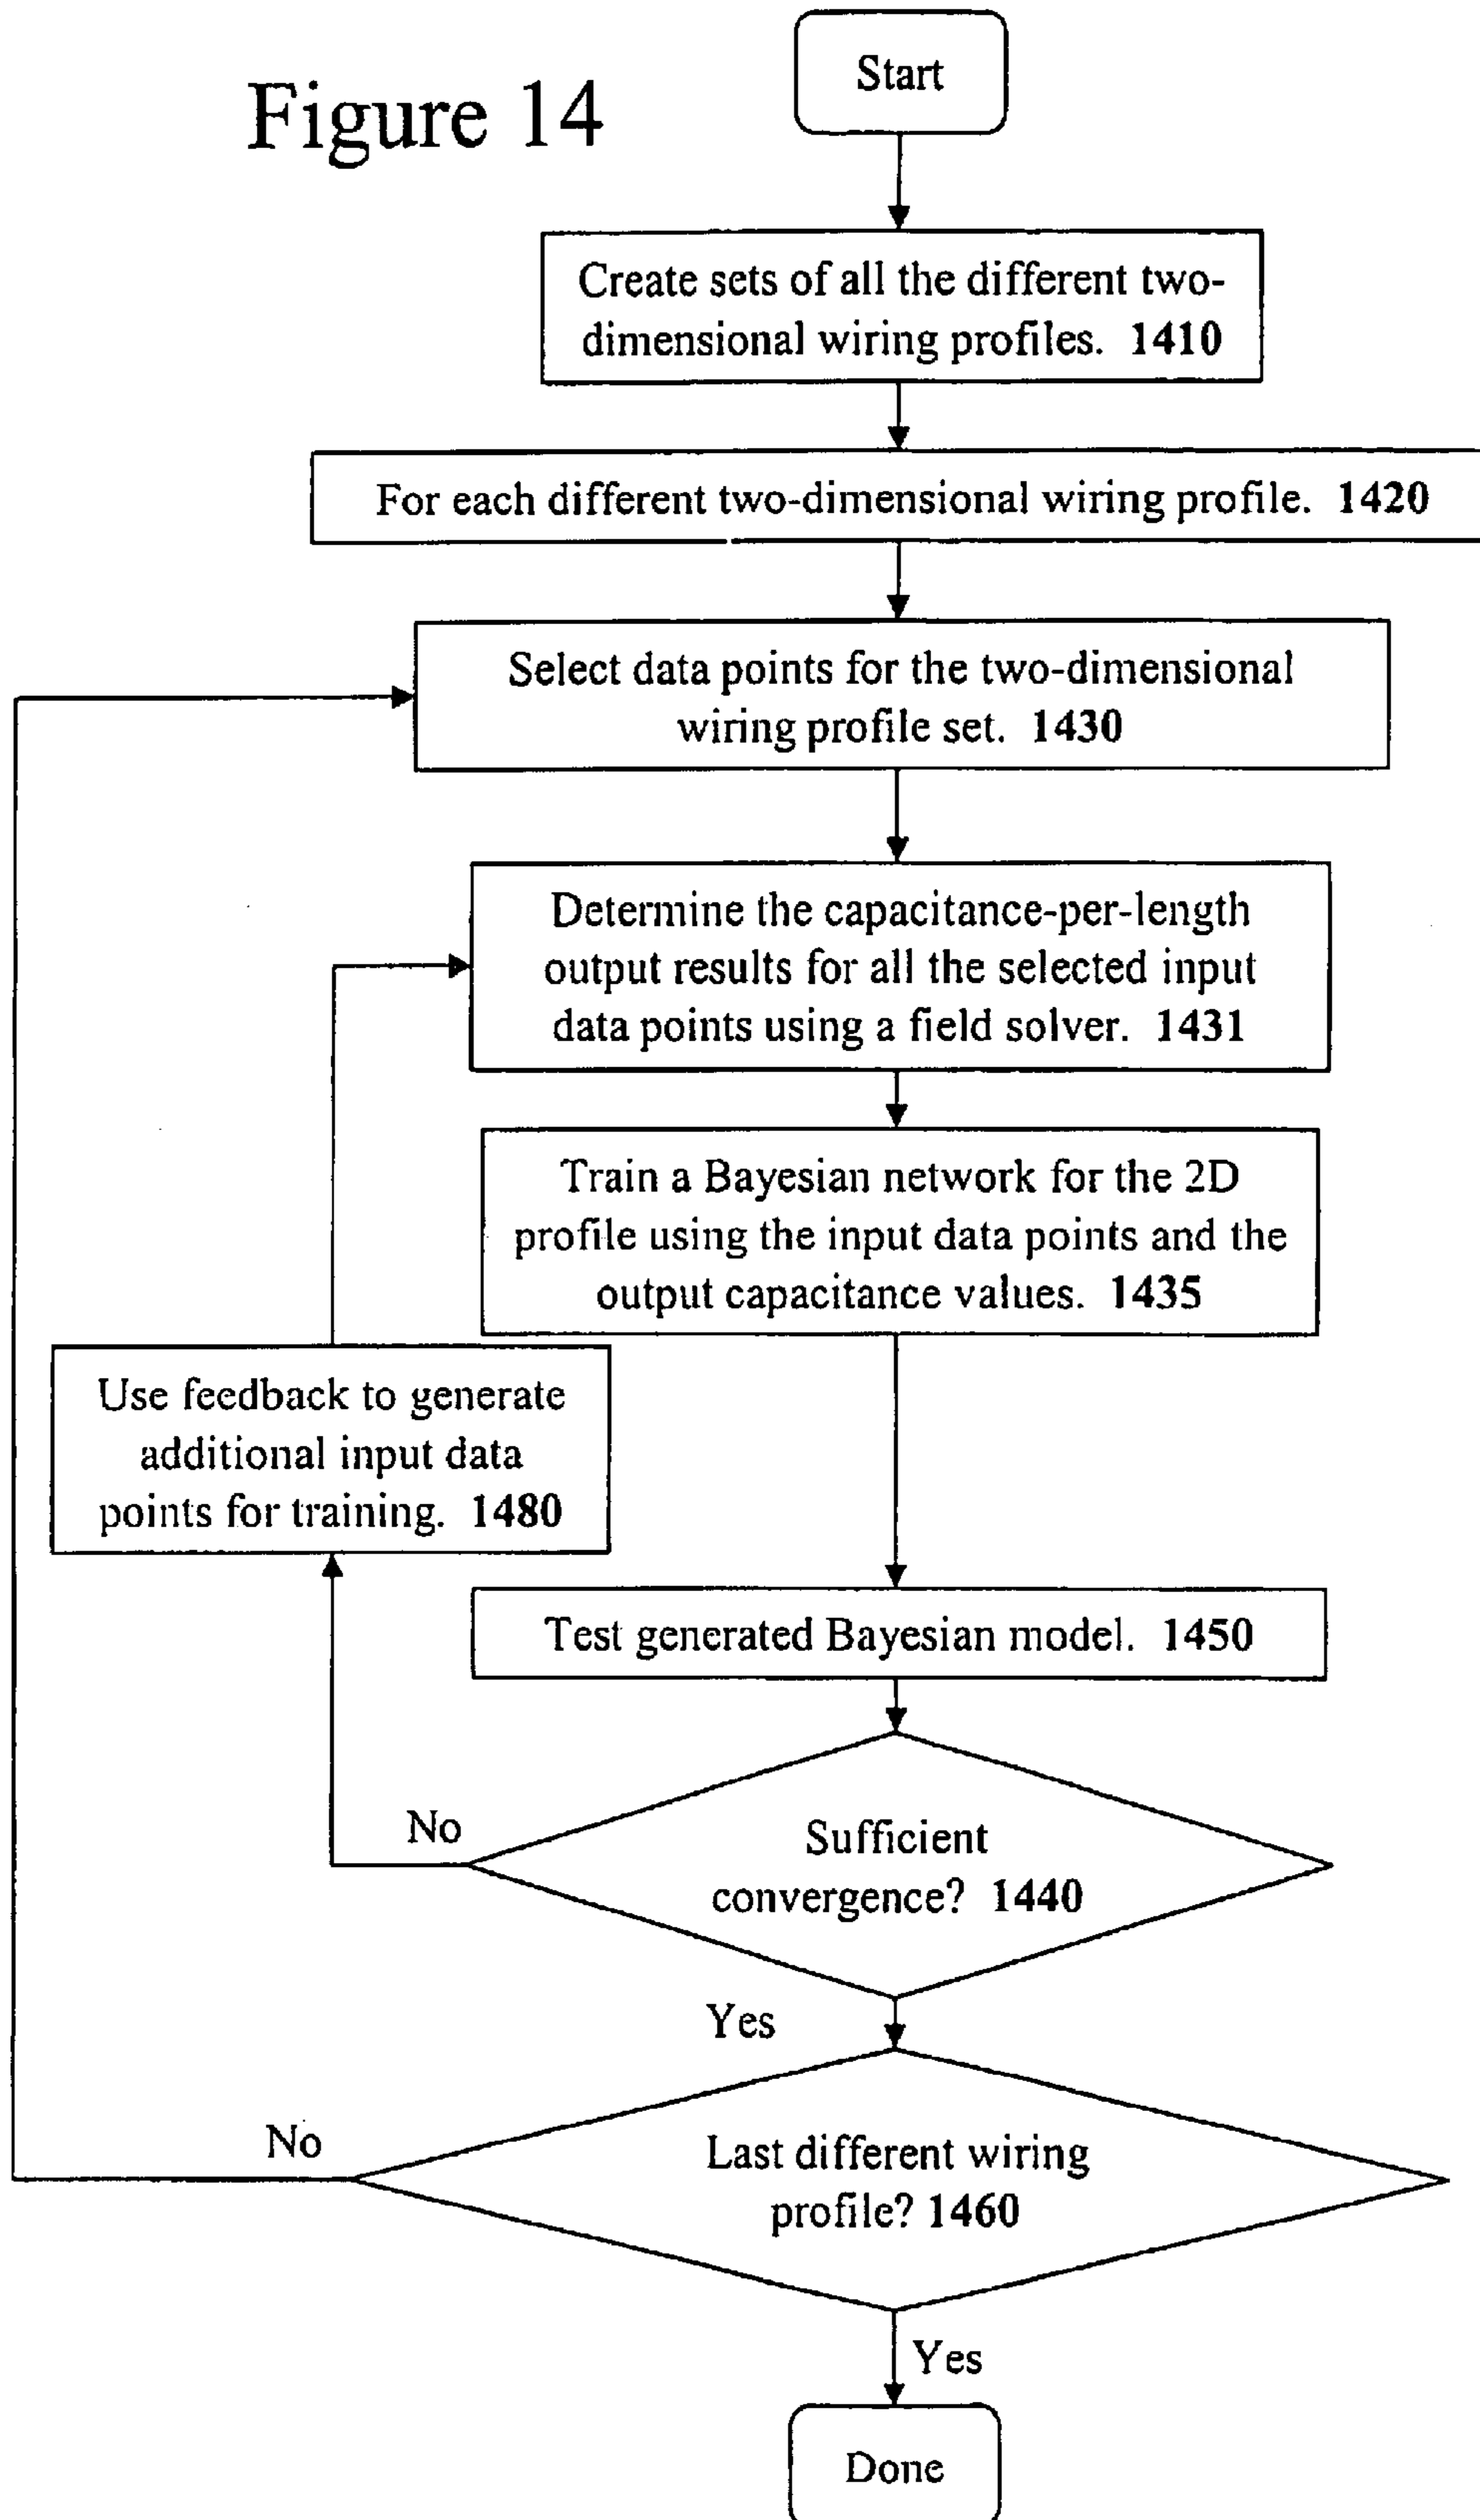 Figure 14
Start
Create sets of all the different two-
dimensional wiring profiles. 1410
For each different two-dimensional wiring profile. 1420
Select data points for the two-dimensional
wiring profile set. 1430
Determine the capacitance-per-length
output results for all the selected input
data points using a field solver. 1431
Train a Bayesian network for the 2D
profile using the input data points and the
output capacitance values. 1435
Use feedback to generate
additional input data
points for training. 1480
Test generated Bayesian model. 1450
No
Sufficient
convergence? 1440
Yes
No
Last different wiring
profile? 1460
Yes
Done